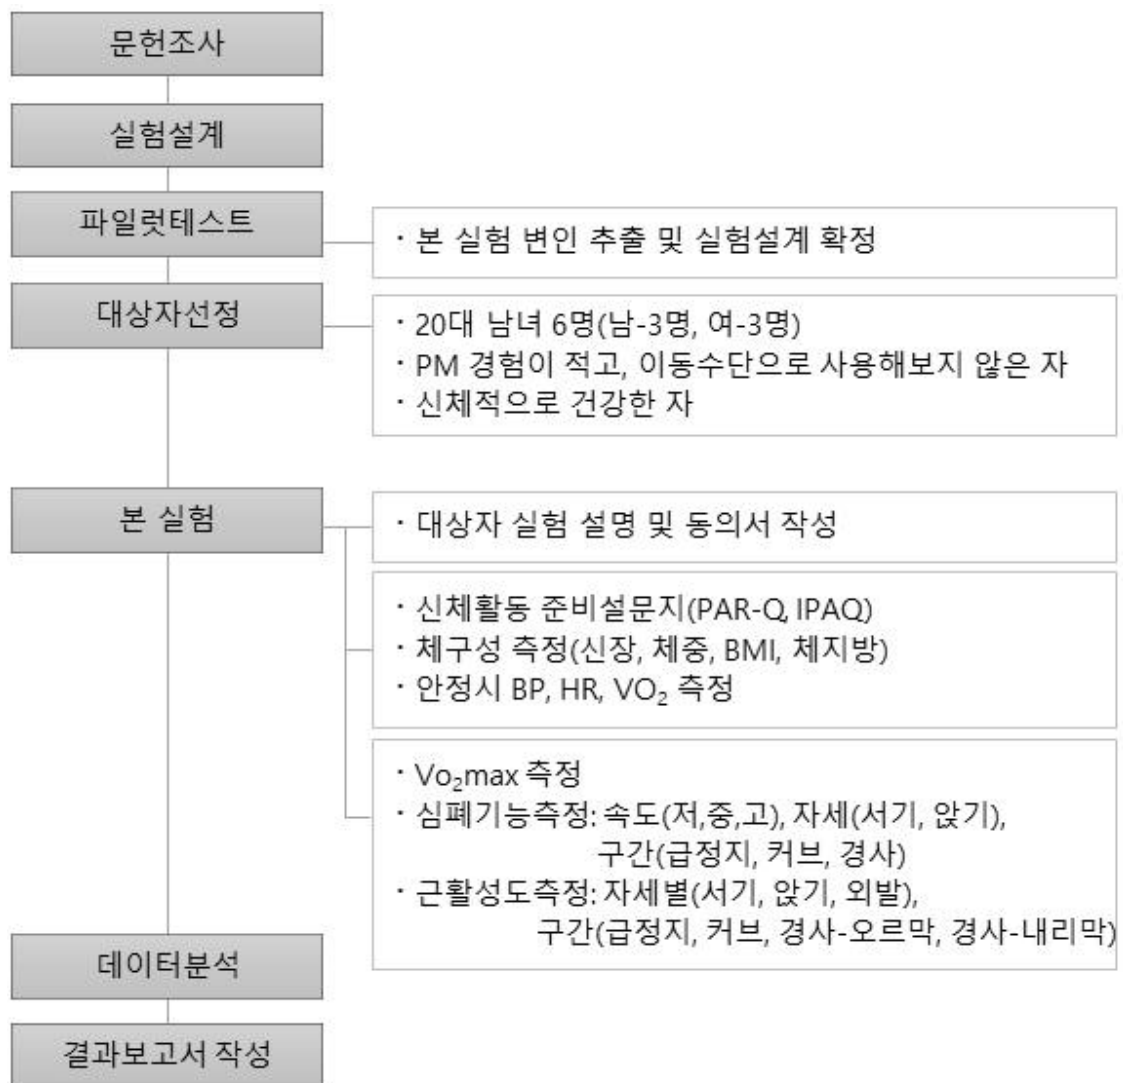 문헌조사
실험설계
파일럿테스트
· 본 실험 변인 추출 및 실험설계 확정
대상자선정
· 20대 남녀 6명(남-3명, 여-3명)
· PM 경험이 적고, 이동수단으로 사용해보지 않은 자
· 신체적으로 건강한 자
본 실험
· 대상자 실험 설명 및 동의서 작성
· 신체활동 준비설문지(PAR-Q, IPAQ)
· 체구성 측정(신장, 체중, BMI, 체지방)
· 안정시 BP, HR, VO₂ 측정
· Vo₂max 측정
· 심폐기능측정: 속도(저,중,고), 자세(서기, 앉기),
구간(급정지, 커브, 경사)
· 근활성도측정: 자세별(서기, 앉기, 외발),
구간(급정지, 커브, 경사-오르막, 경사-내리막)
데이터분석
결과보고서 작성